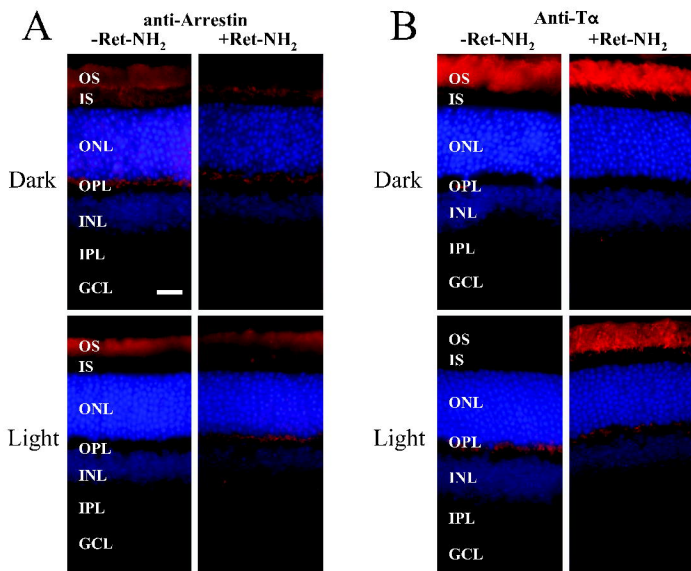 A
anti-Arrestin
-Ret-NH2 +Ret-NH2
Dark
OS
IS
ONL
OPL
INL
IPL
GCL
Light
OS
IS
ONL
OPL
INL
IPL
GCL
B
Anti-Tα
-Ret-NH2 +Ret-NH2
Dark
OS
IS
ONL
OPL
INL
IPL
GCL
Light
OS
IS
ONL
OPL
INL
IPL
GCL